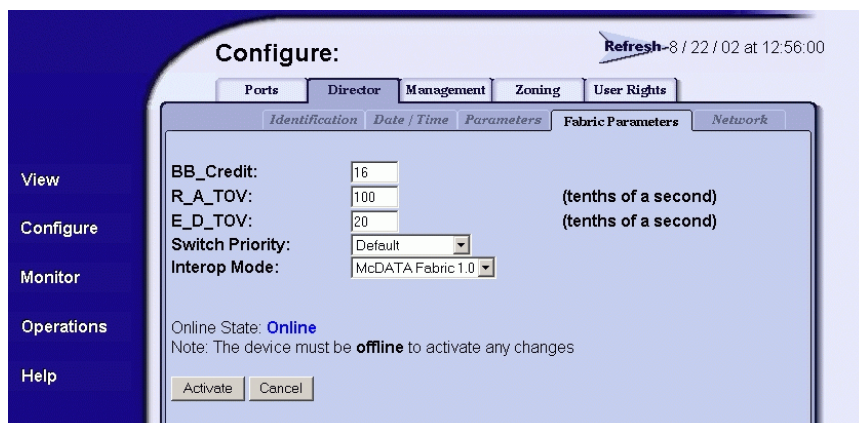 Configure:
Refresh-8 / 22 / 02 at 12:56:00
Ports Director Management Zoning User Rights
Identification Date / Time Parameters Fabric Parameters Network
View
Configure
Monitor
Operations
Help
BB_Credit: 16
R_A_TOV: 100 (tenths of a second)
E_D_TOV: 20 (tenths of a second)
Switch Priority: Default
Interop Mode: McDATA Fabric 1.0
Online State: Online
Note: The device must be offline to activate any changes
Activate Cancel